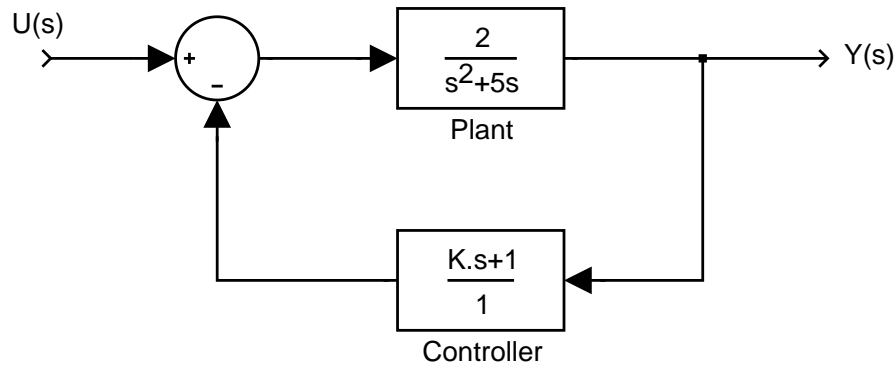 U(s)
+
−
2
s²+5s
Plant
Y(s)
K.s+1
1
Controller